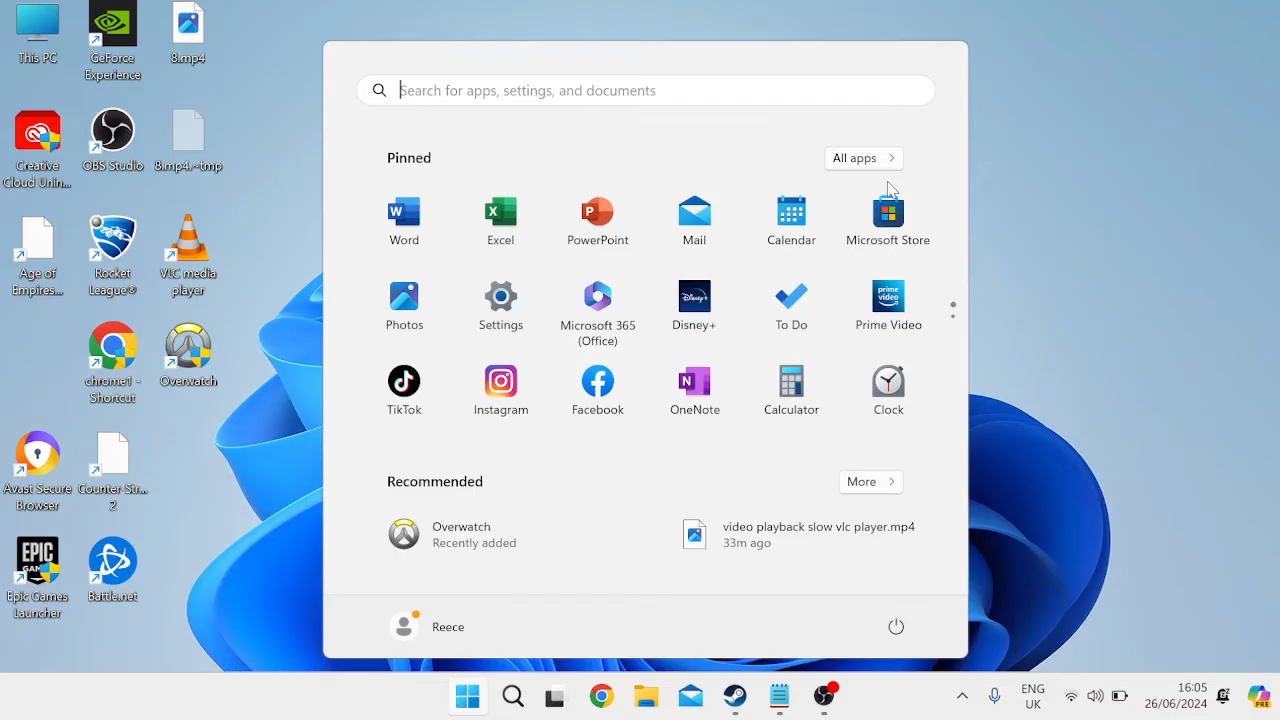 This PC
GeForce
Experience
8.mp4
Creative
Cloud Unin...
OBS Studio
8.mp4.~tmp
Age of
Empires...
Rocket
League®
VLC media
player
chrome1 -
Shortcut
Overwatch
Avast Secure
Browser
Counter-Str...
2
Epic Games
Launcher
Battle.net
Search for apps, settings, and documents
Pinned
All apps
Word
Excel
PowerPoint
Mail
Calendar
Microsoft Store
Photos
Settings
Microsoft 365
(Office)
Disney+
To Do
Prime Video
TikTok
Instagram
Facebook
OneNote
Calculator
Clock
Recommended
More
Overwatch
Recently added
video playback slow vlc player.mp4
33m ago
Reece
ENG
UK
16:05
26/06/2024
PRE